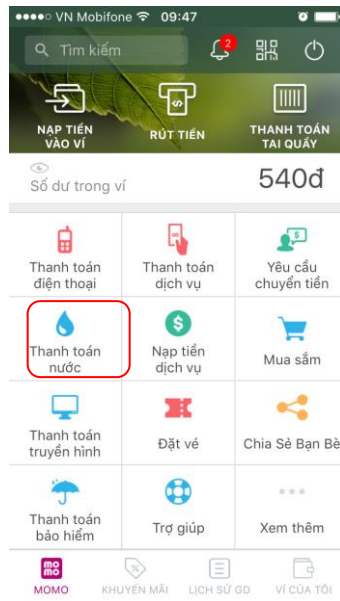 VN Mobifone 09:47
Tìm kiếm
2
NẠP TIỀN
VÀO VÍ
RÚT TIỀN
THANH TOÁN
TẠI QUẦY
Số dư trong ví
540đ
Thanh toán
điện thoại
Thanh toán
dịch vụ
Yêu cầu
chuyển tiền
Thanh toán
nước
Nạp tiền
dịch vụ
Mua sắm
Thanh toán
truyền hình
Đặt vé
Chia Sẻ Bạn Bè
Thanh toán
bảo hiểm
Trợ giúp
Xem thêm
mo
mo
MOMO
KHUYẾN MÃI
LỊCH SỬ GD
VÍ CỦA TÔI